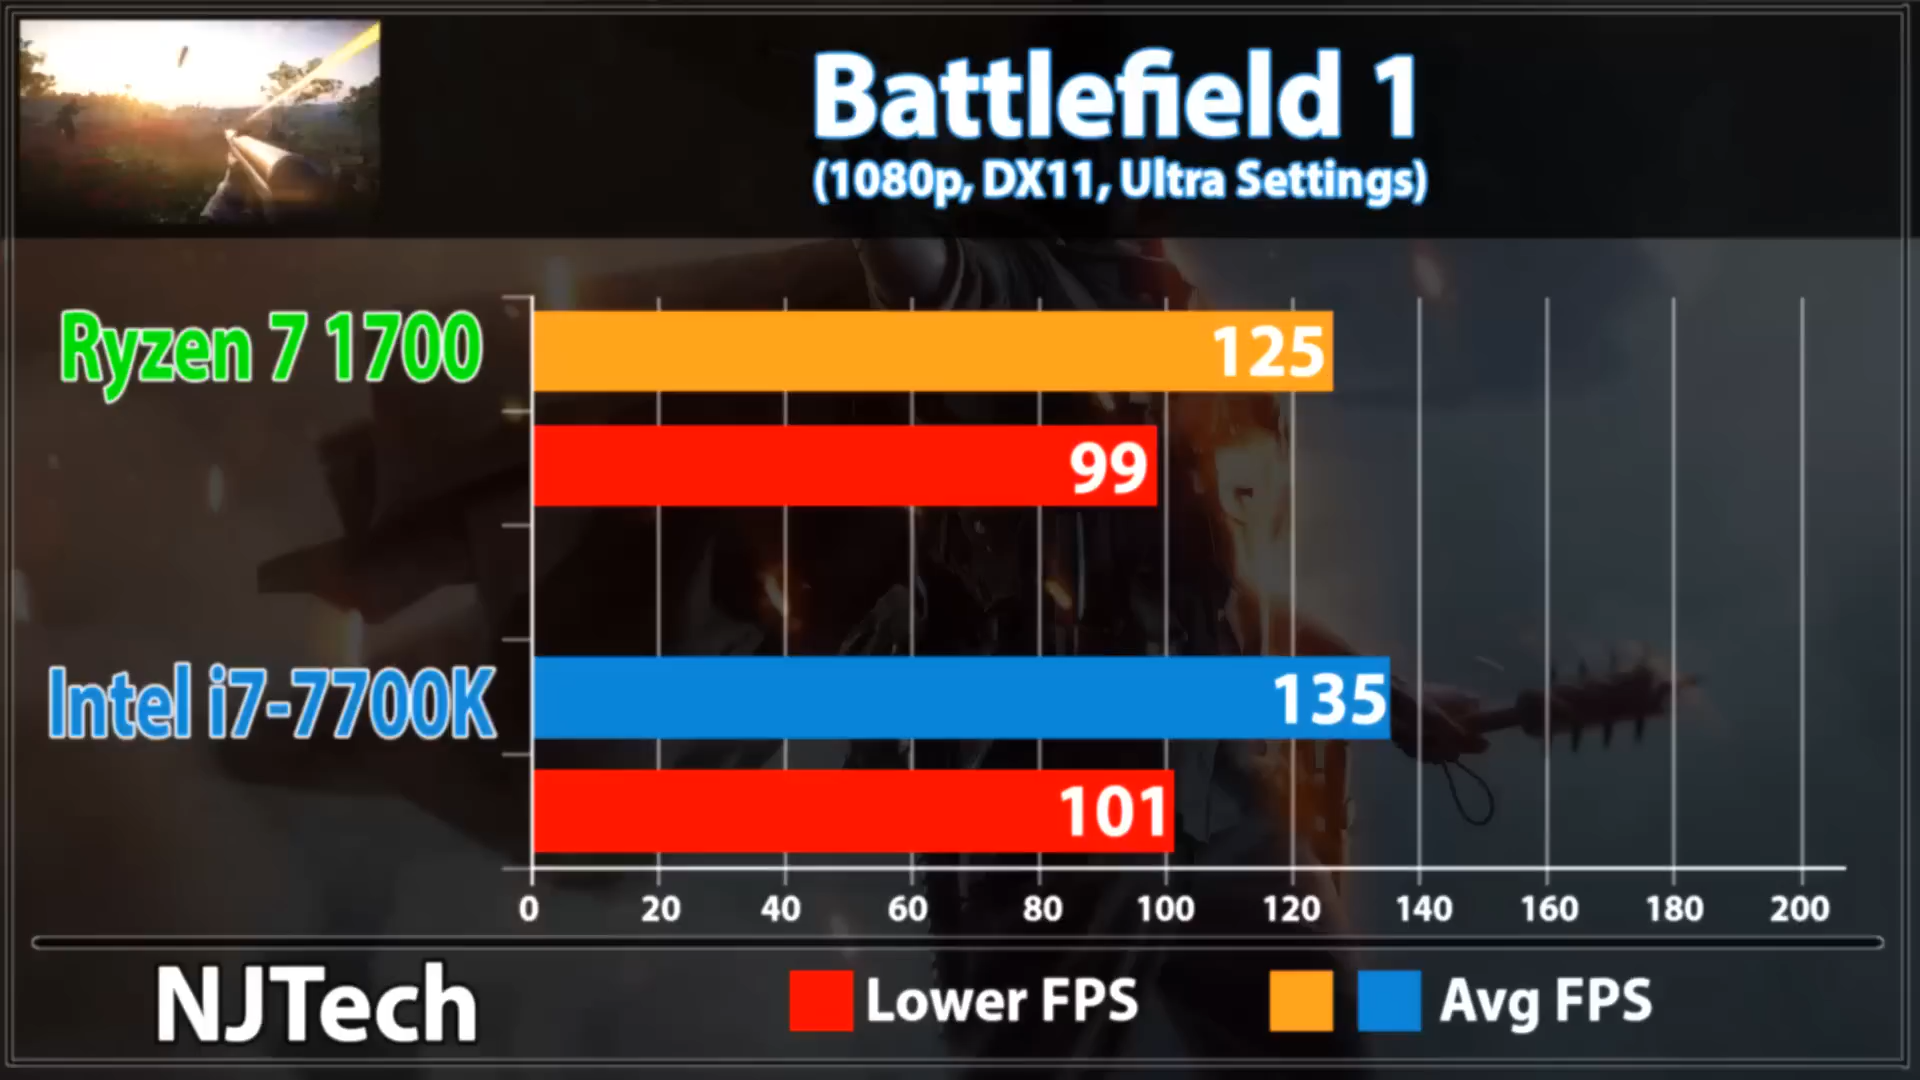 Battlefield 1
(1080p, DX11, Ultra Settings)
Ryzen 7 1700
125
99
Intel i7-7700K
135
101
0 20 40 60 80 100 120 140 160 180 200
NJTech
Lower FPS
Avg FPS